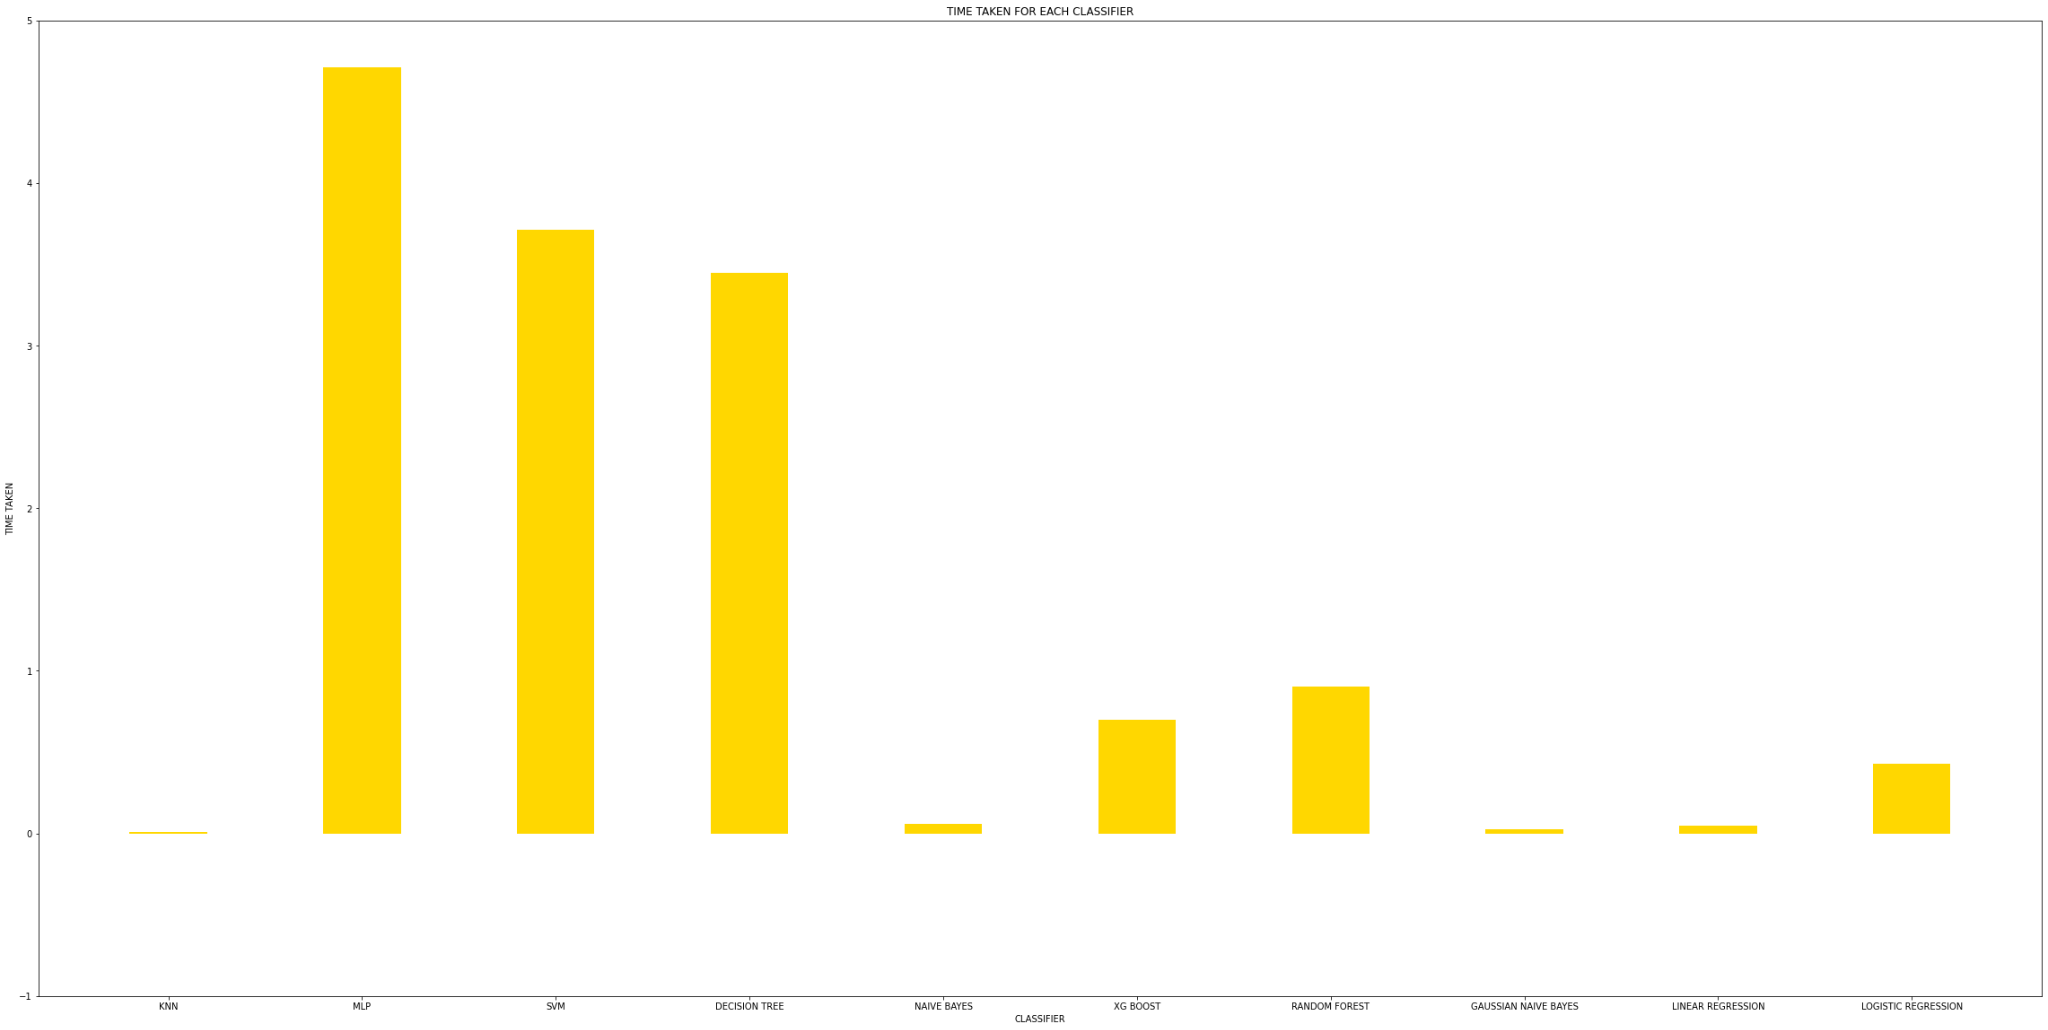 TIME TAKEN FOR EACH CLASSIFIER
5
4
3
2
1
0
−1
TIME TAKEN
KNN MLP SVM DECISION TREE NAIVE BAYES XG BOOST RANDOM FOREST GAUSSIAN NAIVE BAYES LINEAR REGRESSION LOGISTIC REGRESSION
CLASSIFIER